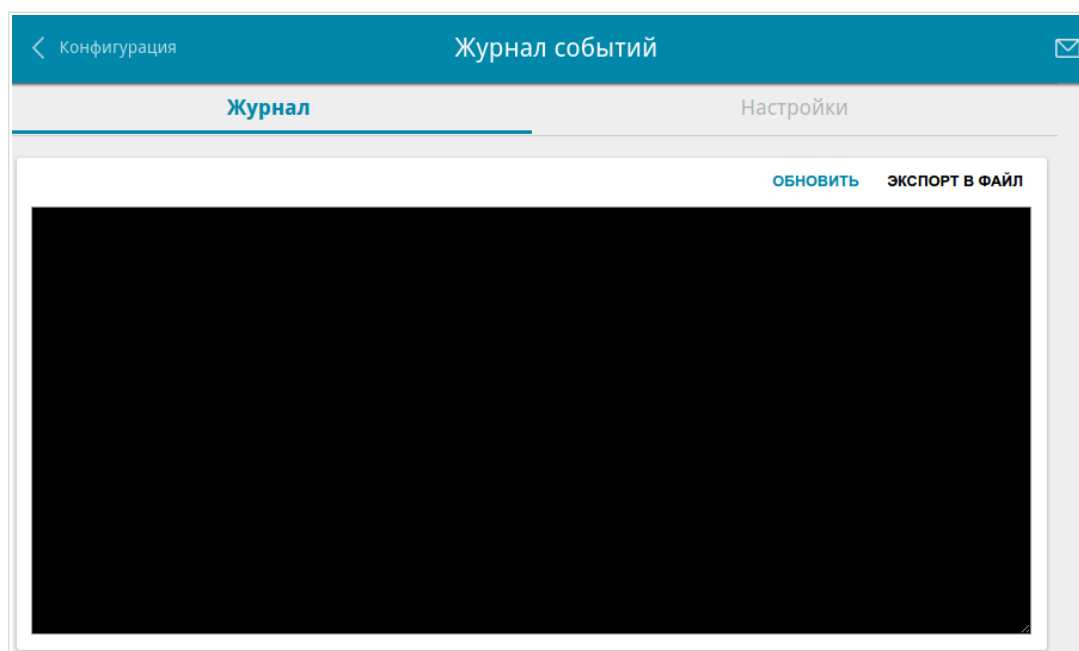 Конфигурация
Журнал событий
Журнал
Настройки
ОБНОВИТЬ
ЭКСПОРТ В ФАЙЛ